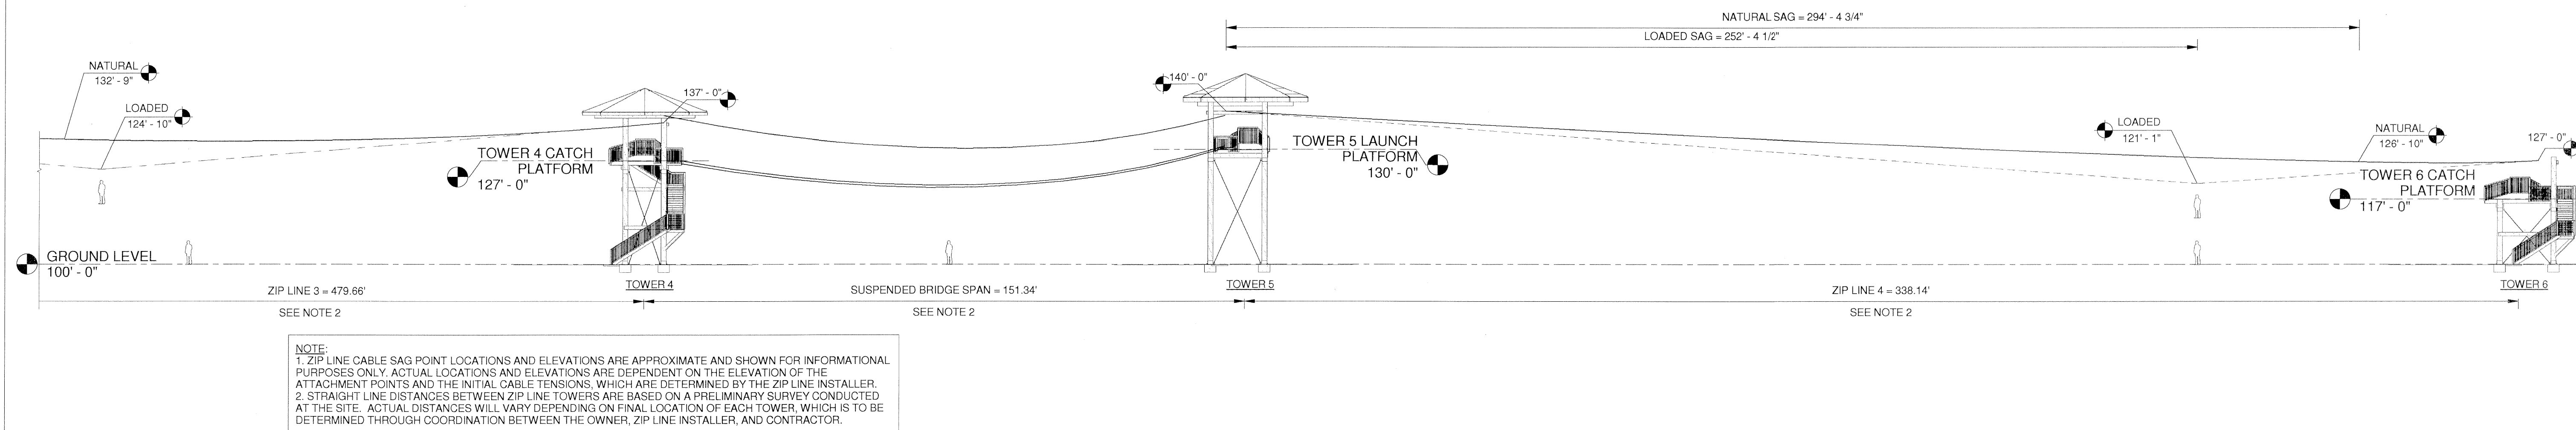 NATURAL SAG = 294' - 4 3/4"
LOADED SAG = 252' - 4 1/2"
NATURAL
132' - 9"
LOADED
124' - 10"
137' - 0"
140' - 0"
TOWER 4 CATCH
PLATFORM
127' - 0"
TOWER 5 LAUNCH
PLATFORM
130' - 0"
LOADED
121' - 1"
NATURAL
126' - 10"
127' - 0"
TOWER 6 CATCH
PLATFORM
117' - 0"
GROUND LEVEL
100' - 0"
ZIP LINE 3 = 479.66'
SEE NOTE 2
TOWER 4
SUSPENDED BRIDGE SPAN = 151.34'
SEE NOTE 2
TOWER 5
ZIP LINE 4 = 338.14'
SEE NOTE 2
TOWER 6
NOTE:
1. ZIP LINE CABLE SAG POINT LOCATIONS AND ELEVATIONS ARE APPROXIMATE AND SHOWN FOR INFORMATIONAL
PURPOSES ONLY. ACTUAL LOCATIONS AND ELEVATIONS ARE DEPENDENT ON THE ELEVATION OF THE
ATTACHMENT POINTS AND THE INITIAL CABLE TENSIONS, WHICH ARE DETERMINED BY THE ZIP LINE INSTALLER.
2. STRAIGHT LINE DISTANCES BETWEEN ZIP LINE TOWERS ARE BASED ON A PRELIMINARY SURVEY CONDUCTED
AT THE SITE. ACTUAL DISTANCES WILL VARY DEPENDING ON FINAL LOCATION OF EACH TOWER, WHICH IS TO BE
DETERMINED THROUGH COORDINATION BETWEEN THE OWNER, ZIP LINE INSTALLER, AND CONTRACTOR.